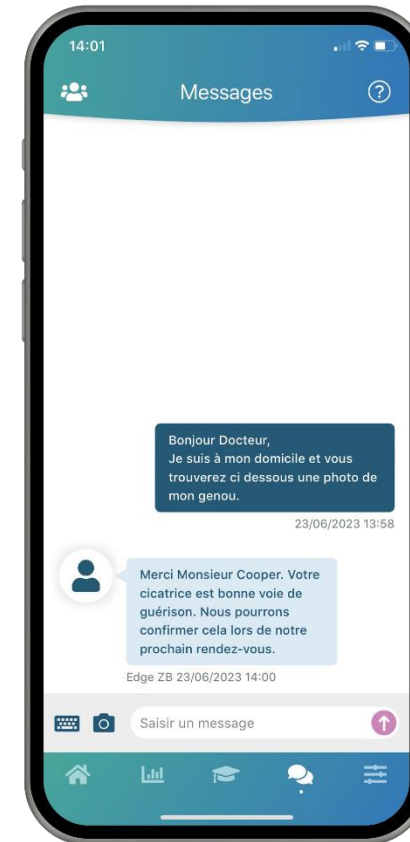 14:01
Messages
?
Bonjour Docteur,
Je suis à mon domicile et vous
trouverez ci dessous une photo de
mon genou.
23/06/2023 13:58
Merci Monsieur Cooper. Votre
cicatrice est bonne voie de
guérison. Nous pourrons
confirmer cela lors de notre
prochain rendez-vous.
Edge ZB 23/06/2023 14:00
Saisir un message